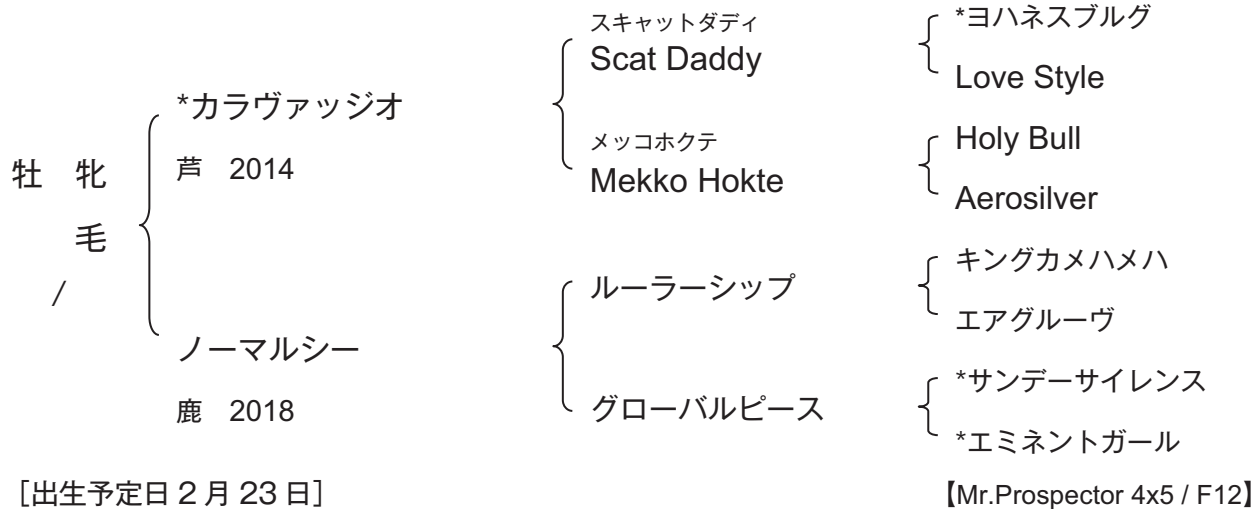 スキャットダディ
Scat Daddy
*ヨハネスブルグ
Love Style
*カラヴァッジオ
芦 2014
メッコホクテ
Mekko Hokte
Holy Bull
Aerosilver
牡 牝
毛
/
ルーラーシップ
キングカメハメハ
エアグルーヴ
ノーマルシー
鹿 2018
グローバルピース
*サンデーサイレンス
*エミネントガール
[出生予定日2月23日]
【Mr.Prospector 4x5 / F12】